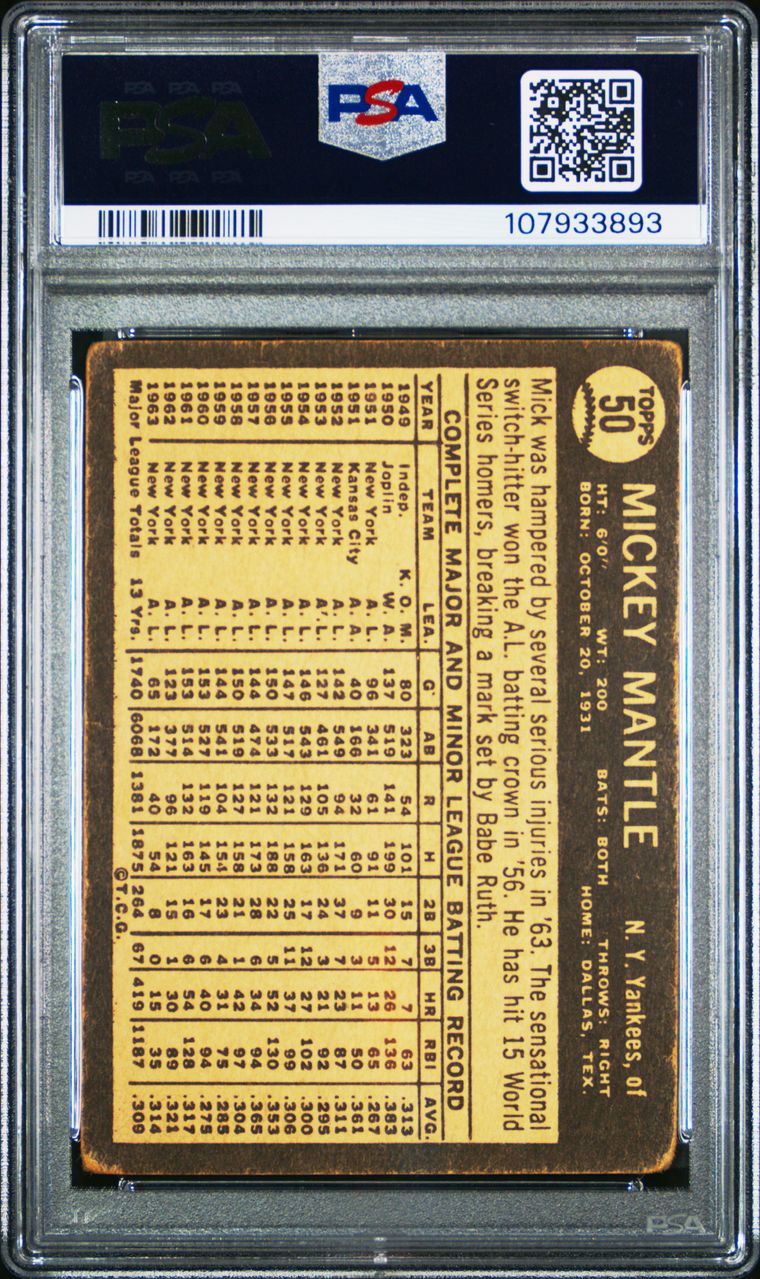 PSA PSA PSA
PSA
PSA PSA PSA
PSA
107933893
TOPPS
50
MICKEY MANTLE N. Y. Yankees, of
HT: 6'0" WT: 200 BATS: BOTH THROWS: RIGHT
BORN: OCTOBER 20, 1931 HOME: DALLAS, TEX.
Mick was hampered by several serious injuries in '63. The sensational
switch-hitter won the A.L. batting crown in '56. He has hit 15 World
Series homers, breaking a mark set by Babe Ruth.
COMPLETE MAJOR AND MINOR LEAGUE BATTING RECORD
YEAR TEAM LEA. G AB R H 2B 3B HR RBI AVG.
1949 Indep. K. O. M. 80 323 54 101 15 7 7 63 .313
1950 Joplin W. A. 137 519 141 199 30 12 26 136 .383
1951 New York A. L. 96 341 61 91 11 5 13 65 .267
1951 Kansas City A. A. 40 166 32 60 9 3 11 50 .361
1952 New York A. L. 142 549 94 171 37 7 23 87 .311
1953 New York A. L. 127 461 105 136 24 3 21 92 .295
1954 New York A. L. 146 543 129 163 17 12 27 102 .300
1955 New York A. L. 147 517 121 158 25 11 37 99 .306
1956 New York A. L. 150 533 132 188 22 5 52 130 .353
1957 New York A. L. 144 474 121 173 28 6 34 94 .365
1958 New York A. L. 150 519 127 158 21 1 42 97 .304
1959 New York A. L. 144 541 104 154 23 4 31 75 .285
1960 New York A. L. 153 527 119 145 17 6 40 94 .275
1961 New York A. L. 153 514 132 163 16 6 54 128 .317
1962 New York A. L. 123 377 96 121 15 1 30 89 .321
1963 New York A. L. 65 172 40 54 8 0 15 35 .314
Major League Totals 13 Yrs. 1740 6068 1381 1875 264 67 419 1187 .309
©T.C.G.
PSA